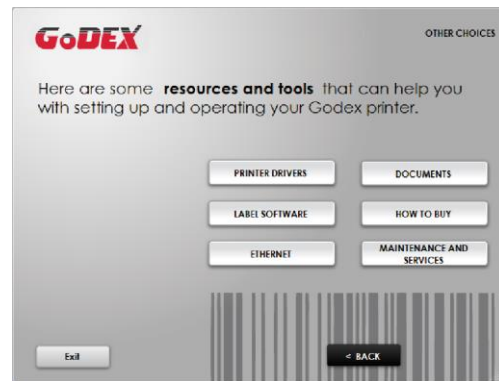 GoDEX
OTHER CHOICES
Here are some resources and tools that can help you
with setting up and operating your Godex printer.
PRINTER DRIVERS
DOCUMENTS
LABEL SOFTWARE
HOW TO BUY
ETHERNET
MAINTENANCE AND
SERVICES
Exit
< BACK